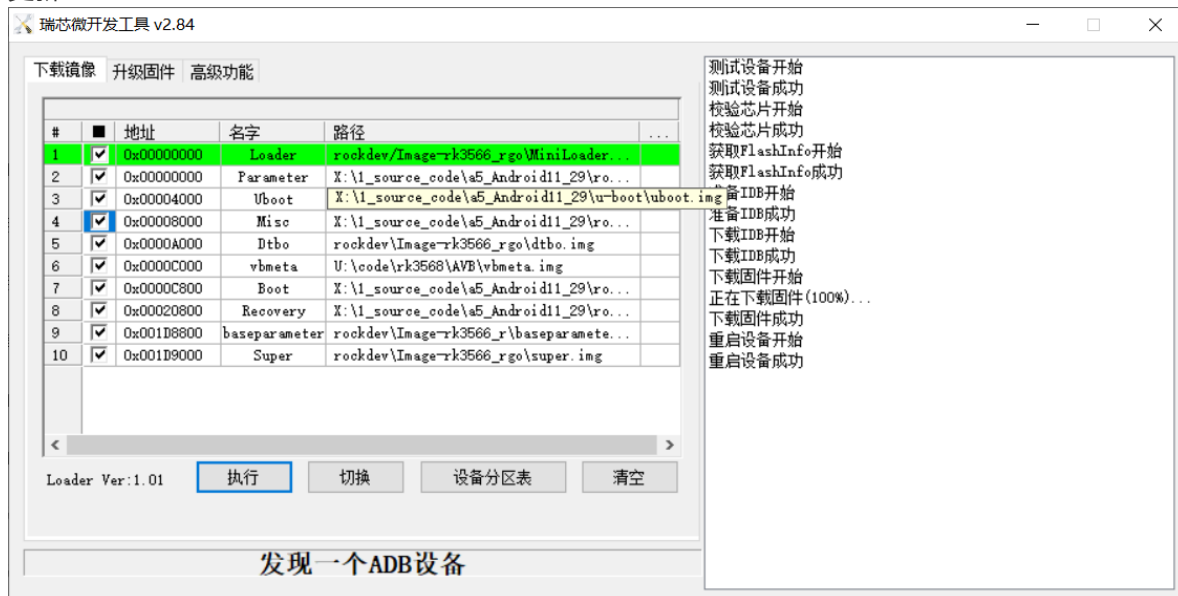 瑞芯微开发工具 v2.84
下载镜像 升级固件 高级功能
# 地址 名字 路径 ...
1 0x00000000 Loader rockdev/Image-rk3566_rgo\MiniLoader...
2 0x00000000 Parameter X:\1_source_code\a5_Android11_29\ro...
3 0x00004000 Uboot X:\1_source_code\a5_Android11_29\u-boot\uboot.img
4 0x00008000 Misc X:\1_source_code\a5_Android11_29\ro...
5 0x0000A000 Dtbo rockdev\Image-rk3566_rgo\dtbo.img
6 0x0000C000 vbmeta U:\code\rk3568\AVB\vbmeta.img
7 0x0000C800 Boot X:\1_source_code\a5_Android11_29\ro...
8 0x00020800 Recovery X:\1_source_code\a5_Android11_29\ro...
9 0x001D8800 baseparameter rockdev\Image-rk3566_r\baseparamete...
10 0x001D9000 Super rockdev\Image-rk3566_rgo\super.img
Loader Ver:1.01 执行 切换 设备分区表 清空
发现一个ADB设备
测试设备开始
测试设备成功
校验芯片开始
校验芯片成功
获取FlashInfo开始
获取FlashInfo成功
备IDB开始
准备IDB成功
下载IDB开始
下载IDB成功
下载固件开始
正在下载固件(100%)...
下载固件成功
重启设备开始
重启设备成功